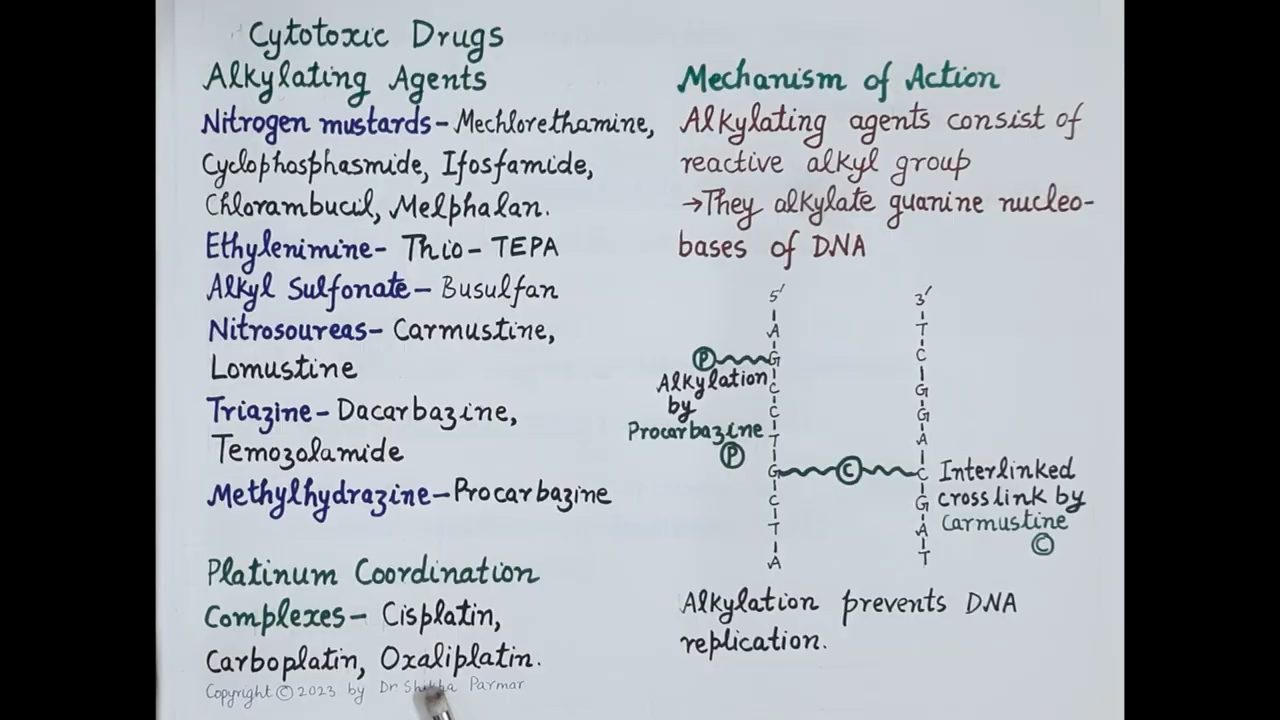 Cytotoxic Drugs
Alkylating Agents
Nitrogen mustards - Mechlorethamine,
Cyclophosphasmide, Ifosfamide,
Chlorambucil, Melphalan.
Ethylenimine - Thio - TEPA
Alkyl Sulfonate - Busulfan
Nitrosoureas - Carmustine,
Lomustine
Triazine - Dacarbazine,
Temozolamide
Methylhydrazine - Procarbazine
Platinum Coordination
Complexes - Cisplatin,
Carboplatin, Oxaliplatin.
Copyright © 2023 by Dr Parmar
Mechanism of Action
Alkylating agents consist of
reactive alkyl group
→They alkylate guanine nucleo-
bases of DNA
5'
A
G
C
C
T
G
C
T
A
P
Alkylation
by
Procarbazine
P
C
3'
T
C
G
G
A
C
G
A
T
Interlinked
cross link by
Carmustine
C
Alkylation prevents DNA
replication.